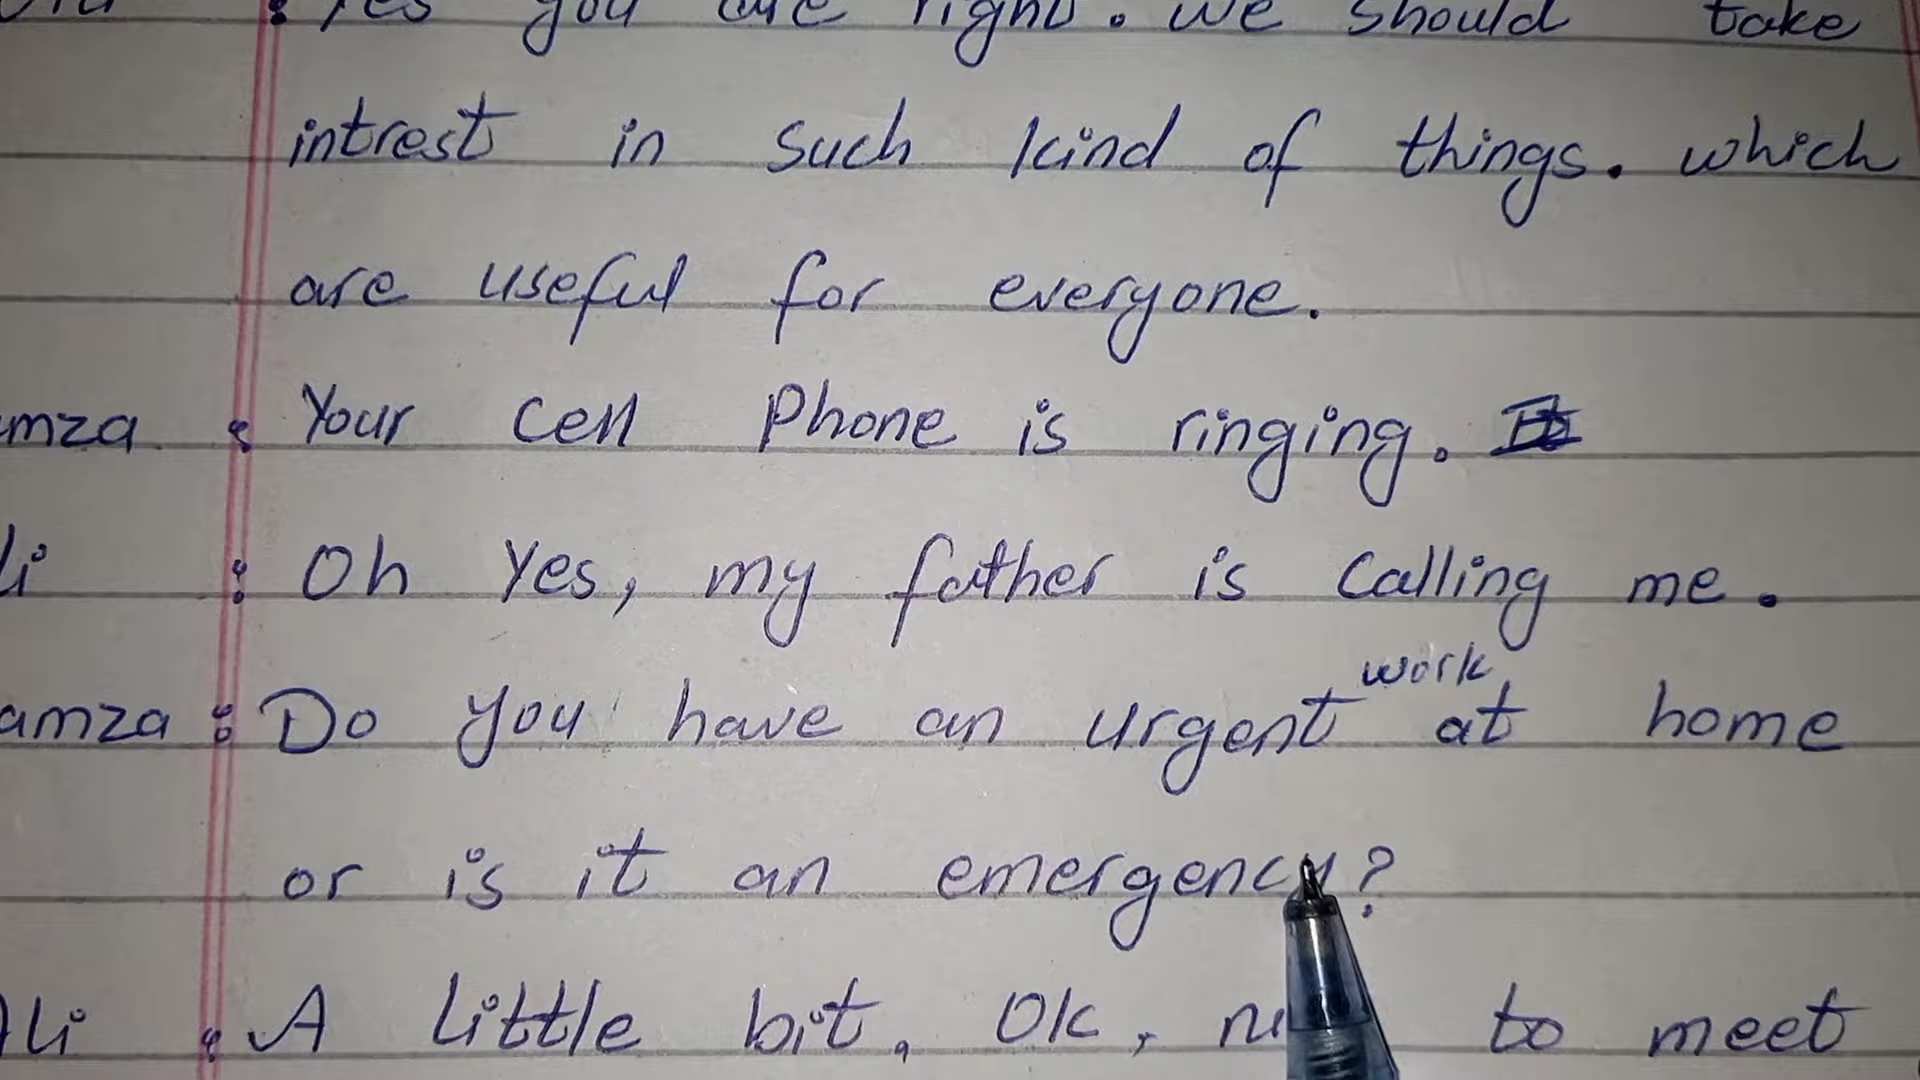 : Yes you are right. We should take
intrest in such kind of things. which
are useful for everyone.
mza : Your cell Phone is ringing.
li : Oh Yes, my father is Calling me.
work
amza : Do you have an urgent at home
or is it an emergency?
Ali : A little bit, Ok, to meet